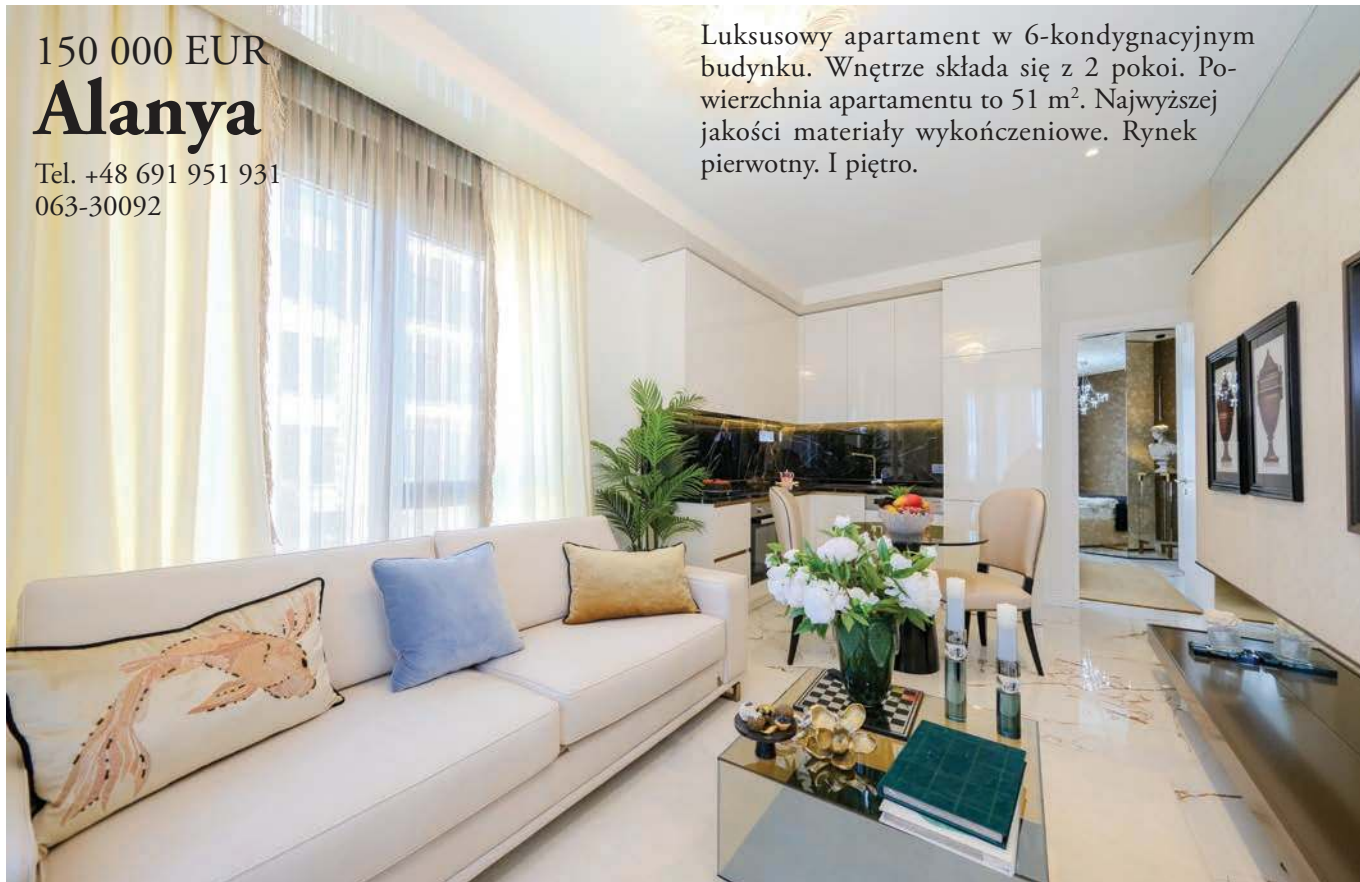 150 000 EUR
Alanya
Tel. +48 691 951 931
063-30092
Luksusowy apartament w 6-kondygnacyjnym
budynku. Wnętrze składa się z 2 pokoi. Po-
wierzchnia apartamentu to 51 m². Najwyższej
jakości materiały wykończeniowe. Rynek
pierwotny. I piętro.